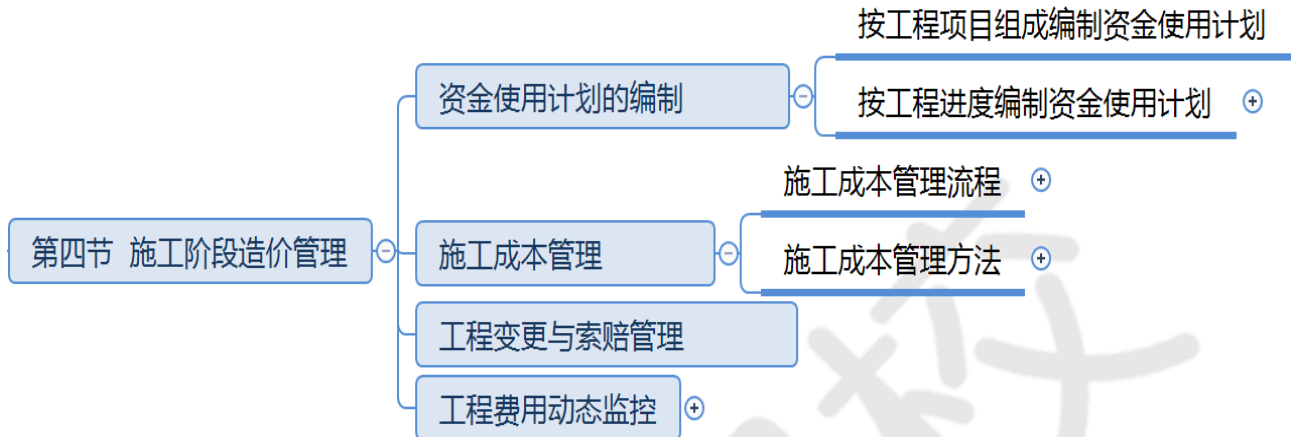 第四节 施工阶段造价管理
资金使用计划的编制
按工程项目组成编制资金使用计划
按工程进度编制资金使用计划
施工成本管理
施工成本管理流程
施工成本管理方法
工程变更与索赔管理
工程费用动态监控